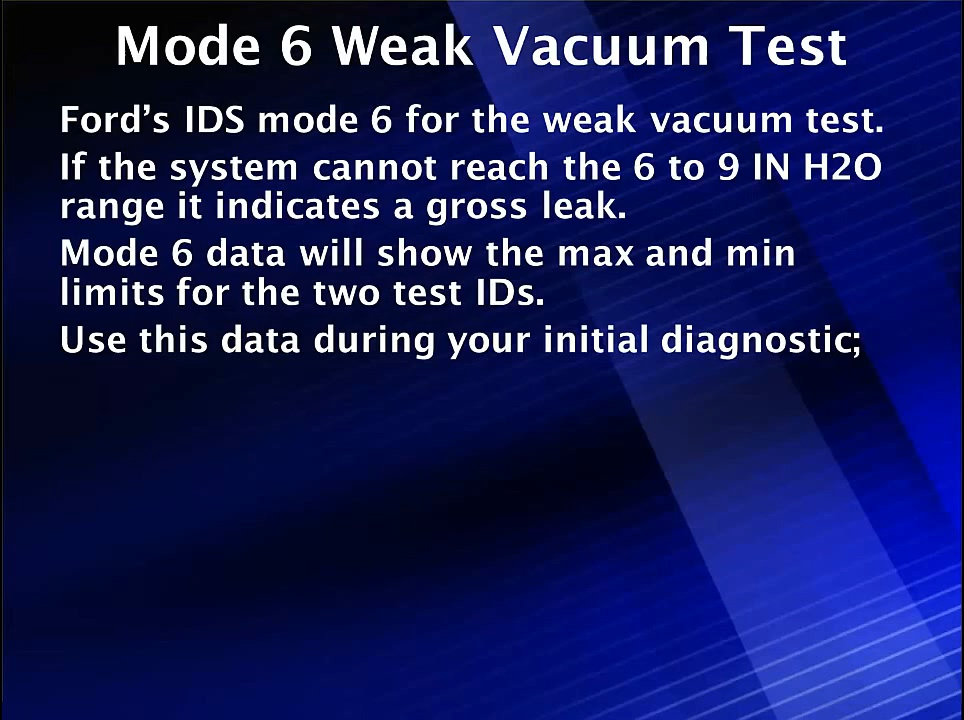 Mode 6 Weak Vacuum Test
Ford’s IDS mode 6 for the weak vacuum test.
If the system cannot reach the 6 to 9 IN H2O
range it indicates a gross leak.
Mode 6 data will show the max and min
limits for the two test IDs.
Use this data during your initial diagnostic;